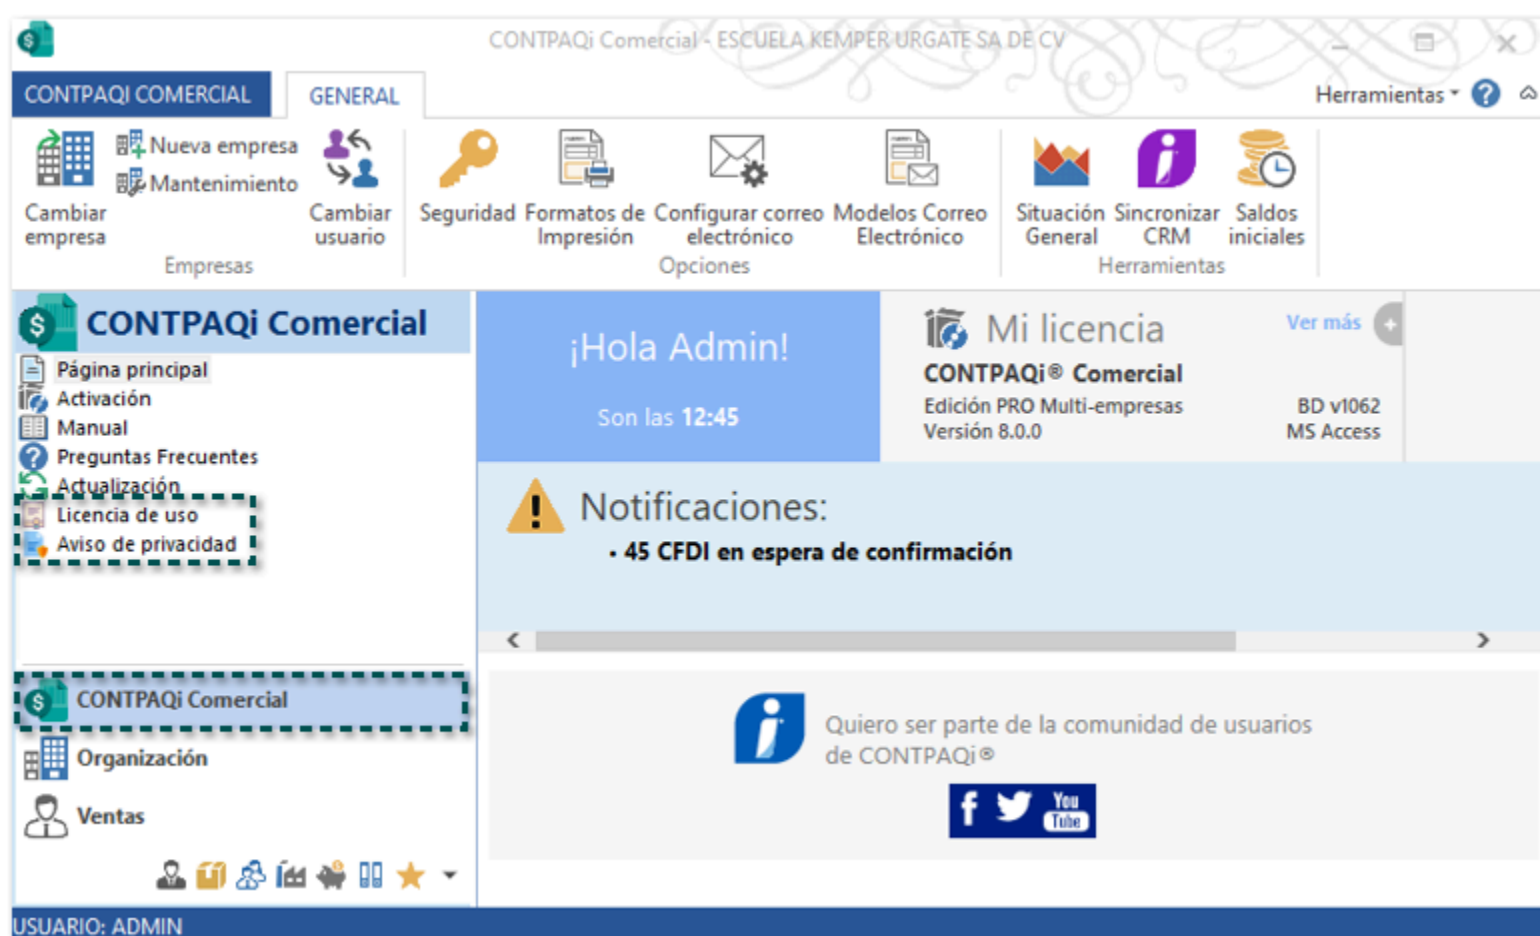 CONTPAQi Comercial - ESCUELA KEMPER URGATE SA DE CV
CONTPAQI COMERCIAL
GENERAL
Herramientas
Cambiar
empresa
Nueva empresa
Mantenimiento
Cambiar
usuario
Empresas
Seguridad
Formatos de
Impresión
Configurar correo
electrónico
Modelos Correo
Electrónico
Opciones
Situación
General
Sincronizar
CRM
Saldos
iniciales
Herramientas
CONTPAQi Comercial
Página principal
Activación
Manual
Preguntas Frecuentes
Actualización
Licencia de uso
Aviso de privacidad
CONTPAQi Comercial
Organización
Ventas
¡Hola Admin!
Son las 12:45
Mi licencia
Ver más
CONTPAQi® Comercial
Edición PRO Multi-empresas
BD v1062
Versión 8.0.0
MS Access
Notificaciones:
• 45 CFDI en espera de confirmación
Quiero ser parte de la comunidad de usuarios
de CONTPAQi®
You
Tube
USUARIO: ADMIN